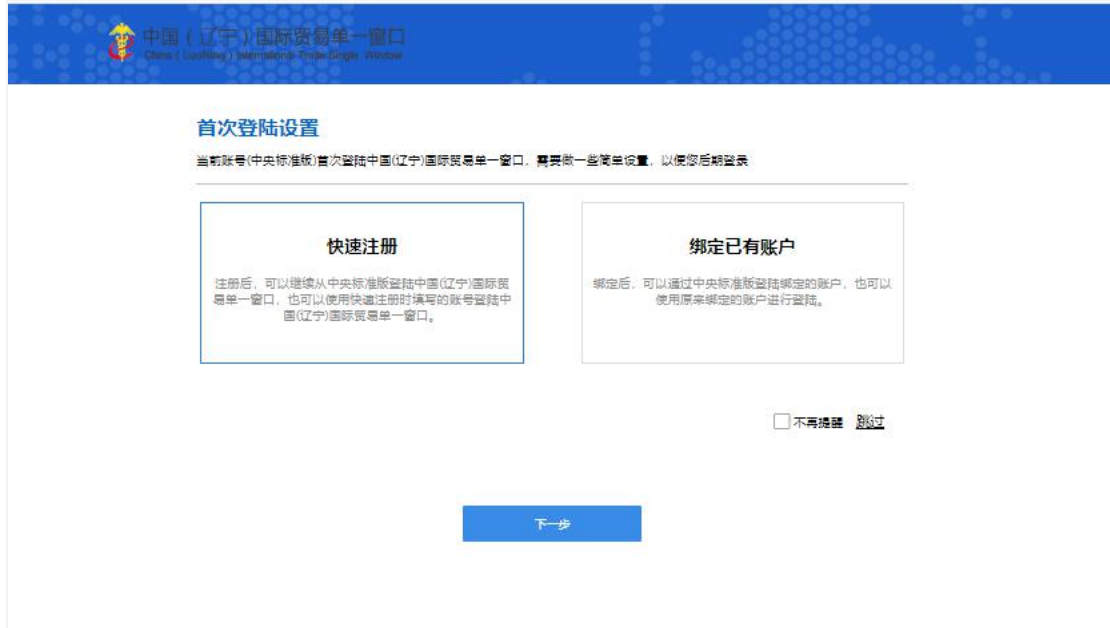 中国（辽宁）国际贸易单一窗口
China ( LiaoNing ) International Trade Single Window
首次登陆设置
当前账号(中央标准版)首次登陆中国(辽宁)国际贸易单一窗口，需要做一些简单设置，以便您后期登录
快速注册
注册后，可以继续从中央标准版登陆中国(辽宁)国际贸
易单一窗口，也可以使用快速注册时填写的账号登陆中
国(辽宁)国际贸易单一窗口。
绑定已有账户
绑定后，可以通过中央标准版登陆绑定的账户，也可以
使用原来绑定的账户进行登陆。
不再提醒 跳过
下一步